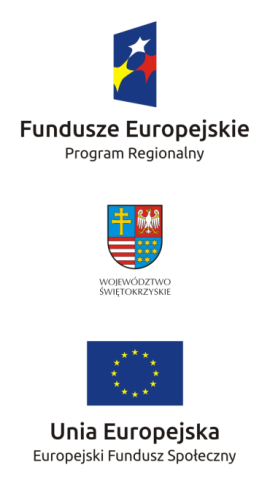 Fundusze Europejskie
Program Regionalny
WOJEWÓDZTWO
ŚWIĘTOKRZYSKIE
Unia Europejska
Europejski Fundusz Społeczny